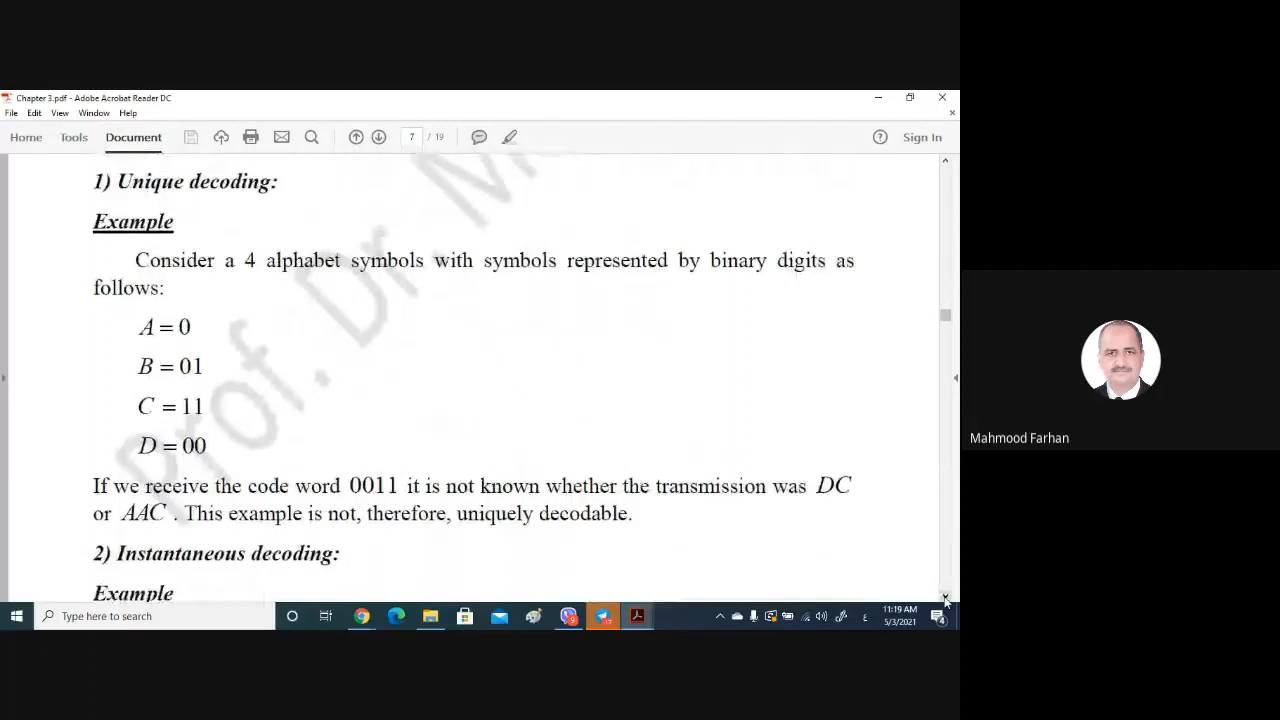 Chapter 3.pdf - Adobe Acrobat Reader DC
File Edit View Window Help
Home Tools Document 7 / 19 Sign In
1) Unique decoding:
Example
Consider a 4 alphabet symbols with symbols represented by binary digits as
follows:
A = 0
B = 01
C = 11
D = 00
If we receive the code word 0011 it is not known whether the transmission was DC
or AAC . This example is not, therefore, uniquely decodable.
2) Instantaneous decoding:
Example
Prof. Dr.
Mahmood Farhan
Type here to search
11:19 AM
5/3/2021